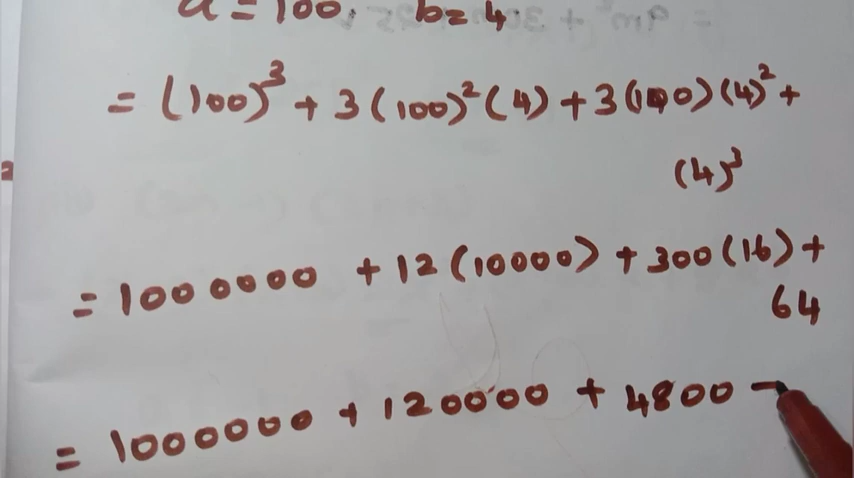 a = 100, b = 4
= (100)³ + 3(100)²(4) + 3(100)(4)² +
(4)³
= 1000000 + 12(10000) + 300(16) +
64
= 1000000 + 120000 + 4800